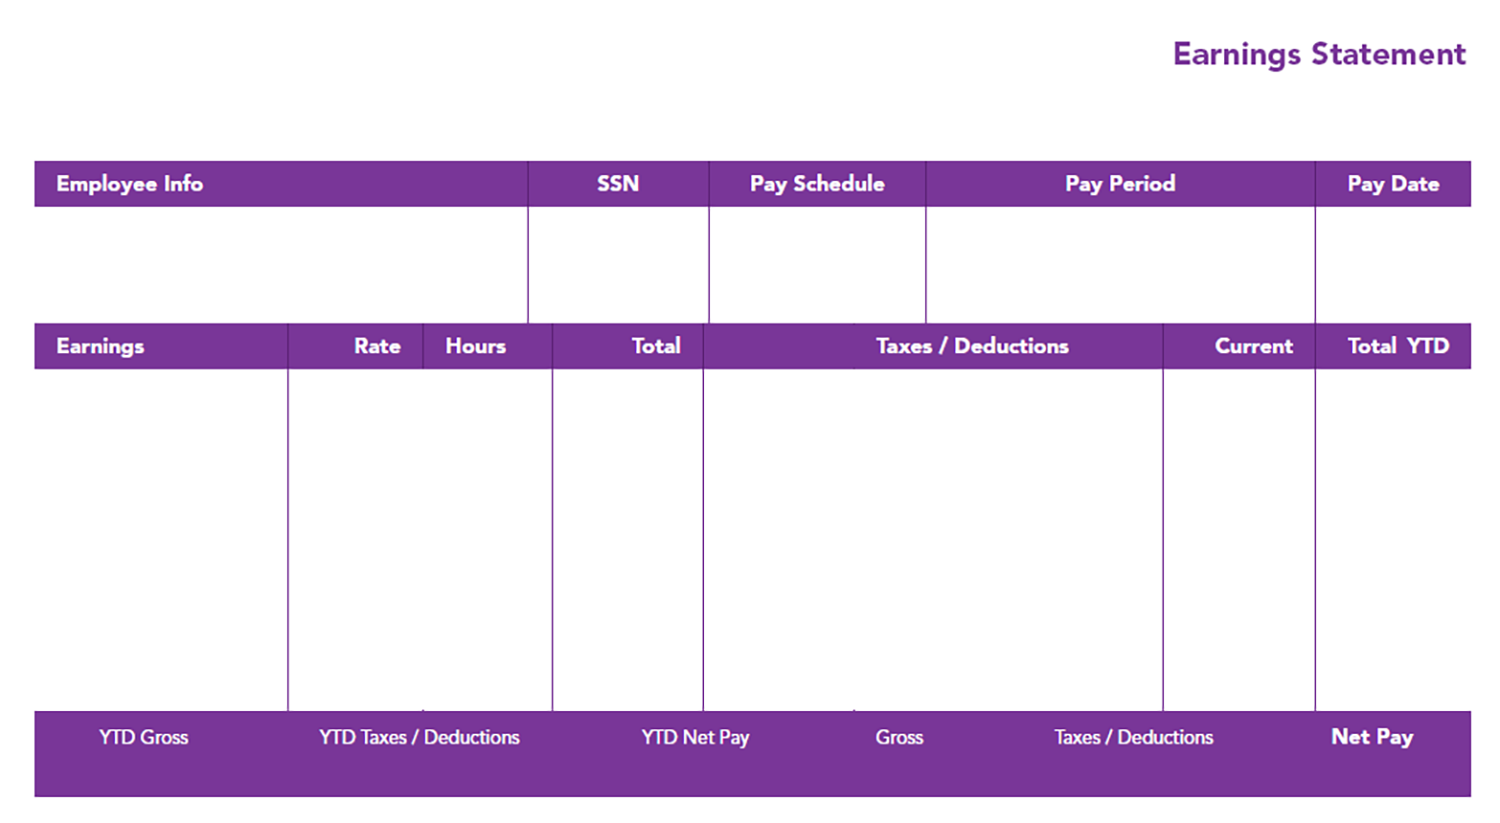 Earnings Statement
Employee Info SSN Pay Schedule Pay Period Pay Date
Earnings Rate Hours Total Taxes / Deductions Current Total YTD
YTD Gross YTD Taxes / Deductions YTD Net Pay Gross Taxes / Deductions Net Pay